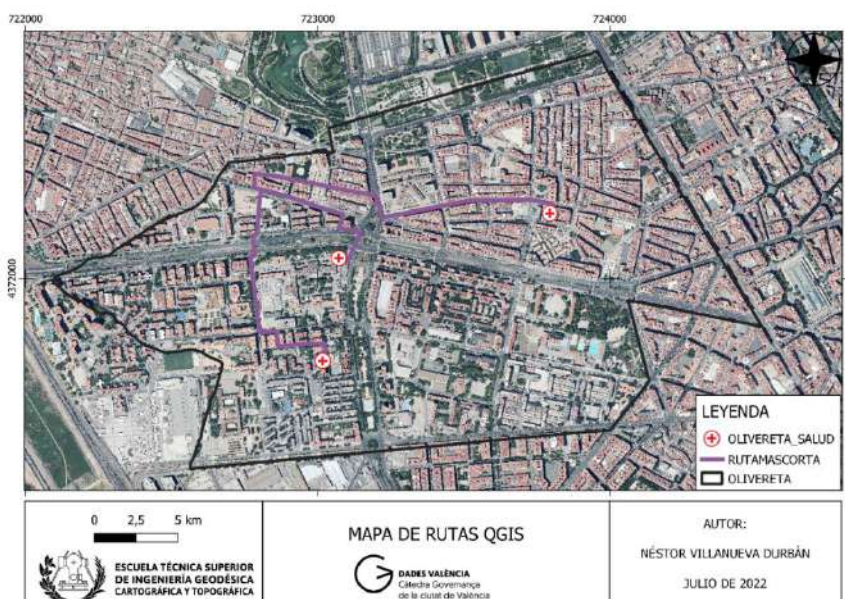 722000 723000 724000
4372000
LEYENDA
OLIVERETA_SALUD
RUTAMASCORTA
OLIVERETA
0 2,5 5 km
ESCUELA TÉCNICA SUPERIOR
DE INGENIERÍA GEODÉSICA
CARTOGRÁFICA Y TOPOGRÁFICA
MAPA DE RUTAS QGIS
DADES VALÈNCIA
Càtedra Governança
de la ciutat de València
AUTOR:
NÉSTOR VILLANUEVA DURBÁN
JULIO DE 2022